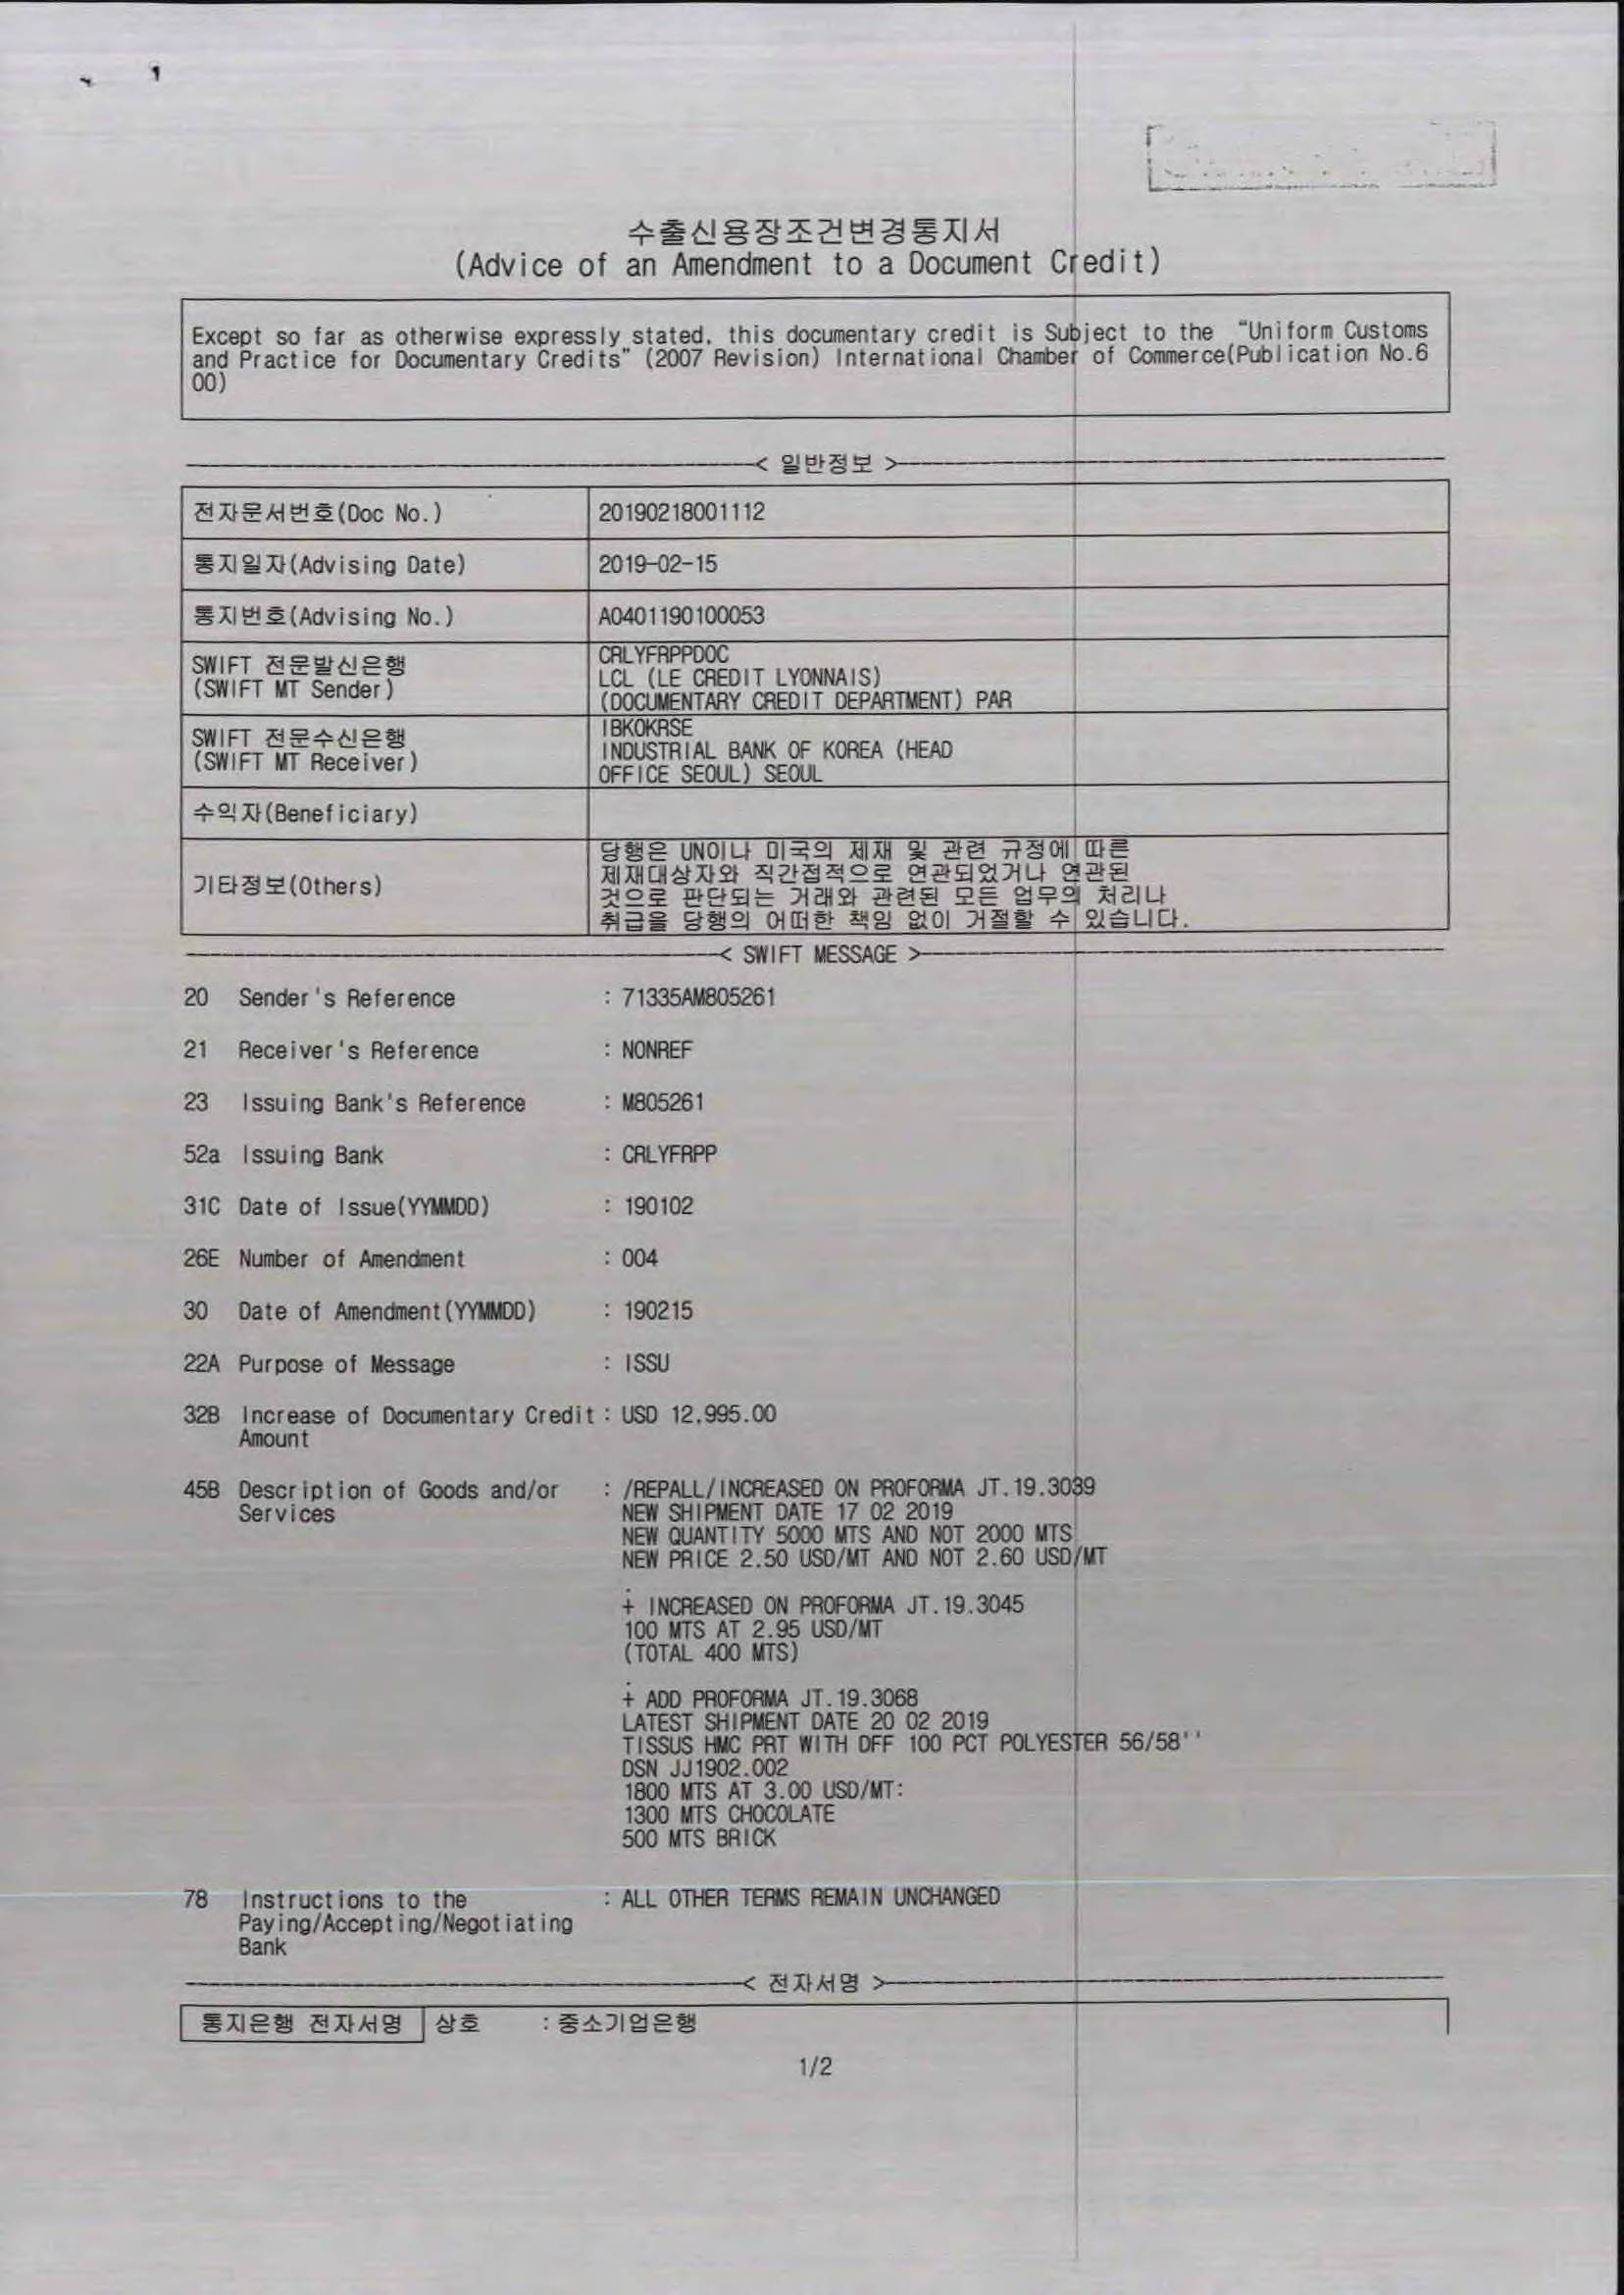 수출신용장조건변경통지서
(Advice of an Amendment to a Document Credit)
Except so far as otherwise expressly stated, this documentary credit is Subject to the "Uniform Customs
and Practice for Documentary Credits" (2007 Revision) International Chamber of Commerce(Publication No.6
00)
< 일반정보 >
전자문서번호(Doc No.) 20190218001112
통지일자(Advising Date) 2019-02-15
통지번호(Advising No.) A0401190100053
SWIFT 전문발신은행
(SWIFT MT Sender)
CRLYFRPPDOC
LCL (LE CREDIT LYONNAIS)
(DOCUMENTARY CREDIT DEPARTMENT) PAR
SWIFT 전문수신은행
(SWIFT MT Receiver)
IBKOKRSE
INDUSTRIAL BANK OF KOREA (HEAD
OFFICE SEOUL) SEOUL
수익자(Beneficiary)
기타정보(Others)
당행은 UN이나 미국의 제재 및 관련 규정에 따른
제재대상자와 직간접적으로 연관되었거나 연관된
것으로 판단되는 거래와 관련된 모든 업무의 처리나
취급을 당행의 어떠한 책임 없이 거절할 수 있습니다.
< SWIFT MESSAGE >
20 Sender's Reference : 71335AM805261
21 Receiver's Reference : NONREF
23 Issuing Bank's Reference : M805261
52a Issuing Bank : CRLYFRPP
31C Date of Issue(YYMMDD) : 190102
26E Number of Amendment : 004
30 Date of Amendment(YYMMDD) : 190215
22A Purpose of Message : ISSU
32B Increase of Documentary Credit : USD 12,995.00
Amount
45B Description of Goods and/or : /REPALL/INCREASED ON PROFORMA JT.19.3039
Services NEW SHIPMENT DATE 17 02 2019
NEW QUANTITY 5000 MTS AND NOT 2000 MTS
NEW PRICE 2.50 USD/MT AND NOT 2.60 USD/MT
.
+ INCREASED ON PROFORMA JT.19.3045
100 MTS AT 2.95 USD/MT
(TOTAL 400 MTS)
.
+ ADD PROFORMA JT.19.3068
LATEST SHIPMENT DATE 20 02 2019
TISSUS HMC PRT WITH DFF 100 PCT POLYESTER 56/58''
DSN JJ1902.002
1800 MTS AT 3.00 USD/MT:
1300 MTS CHOCOLATE
500 MTS BRICK
78 Instructions to the : ALL OTHER TERMS REMAIN UNCHANGED
Paying/Accepting/Negotiating
Bank
< 전자서명 >
통지은행 전자서명 상호 : 중소기업은행
1/2